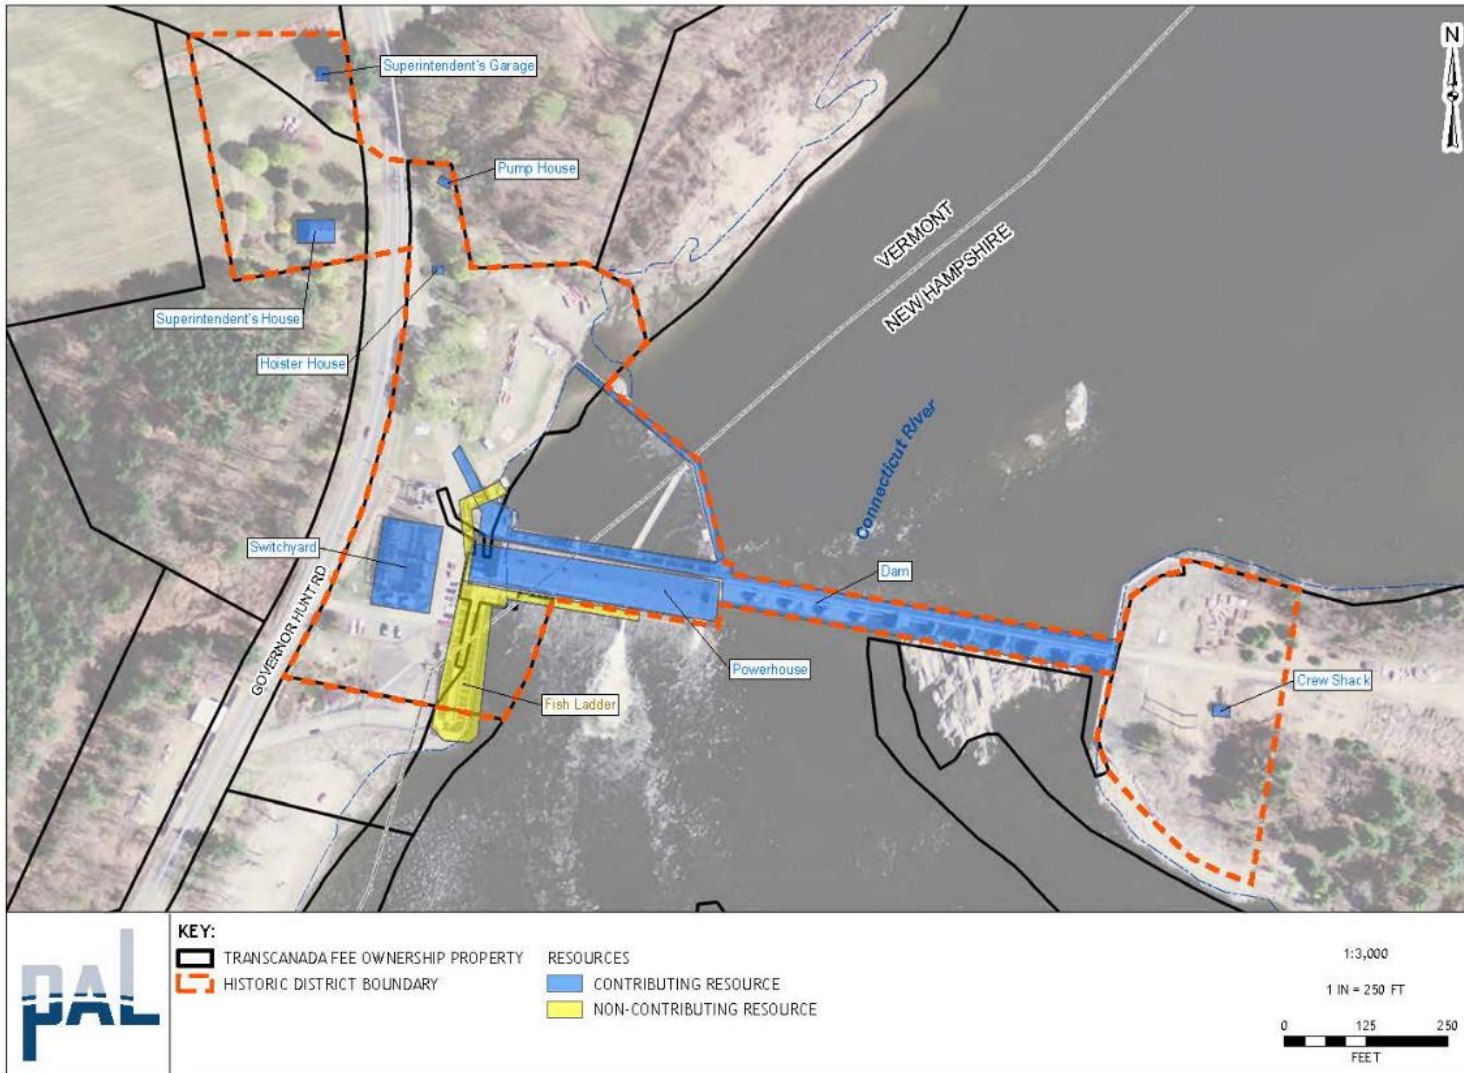 N
Superintendent's Garage
Pump House
VERMONT
NEW HAMPSHIRE
Superintendent's House
Hoister House
Connecticut River
Switchyard
Dam
GOVERNOR HUNT RD
Powerhouse
Crew Shack
Fish Ladder
PAL
KEY:
TRANSCANADA FEE OWNERSHIP PROPERTY
HISTORIC DISTRICT BOUNDARY
RESOURCES
CONTRIBUTING RESOURCE
NON-CONTRIBUTING RESOURCE
1:3,000
1 IN = 250 FT
0 125 250
FEET